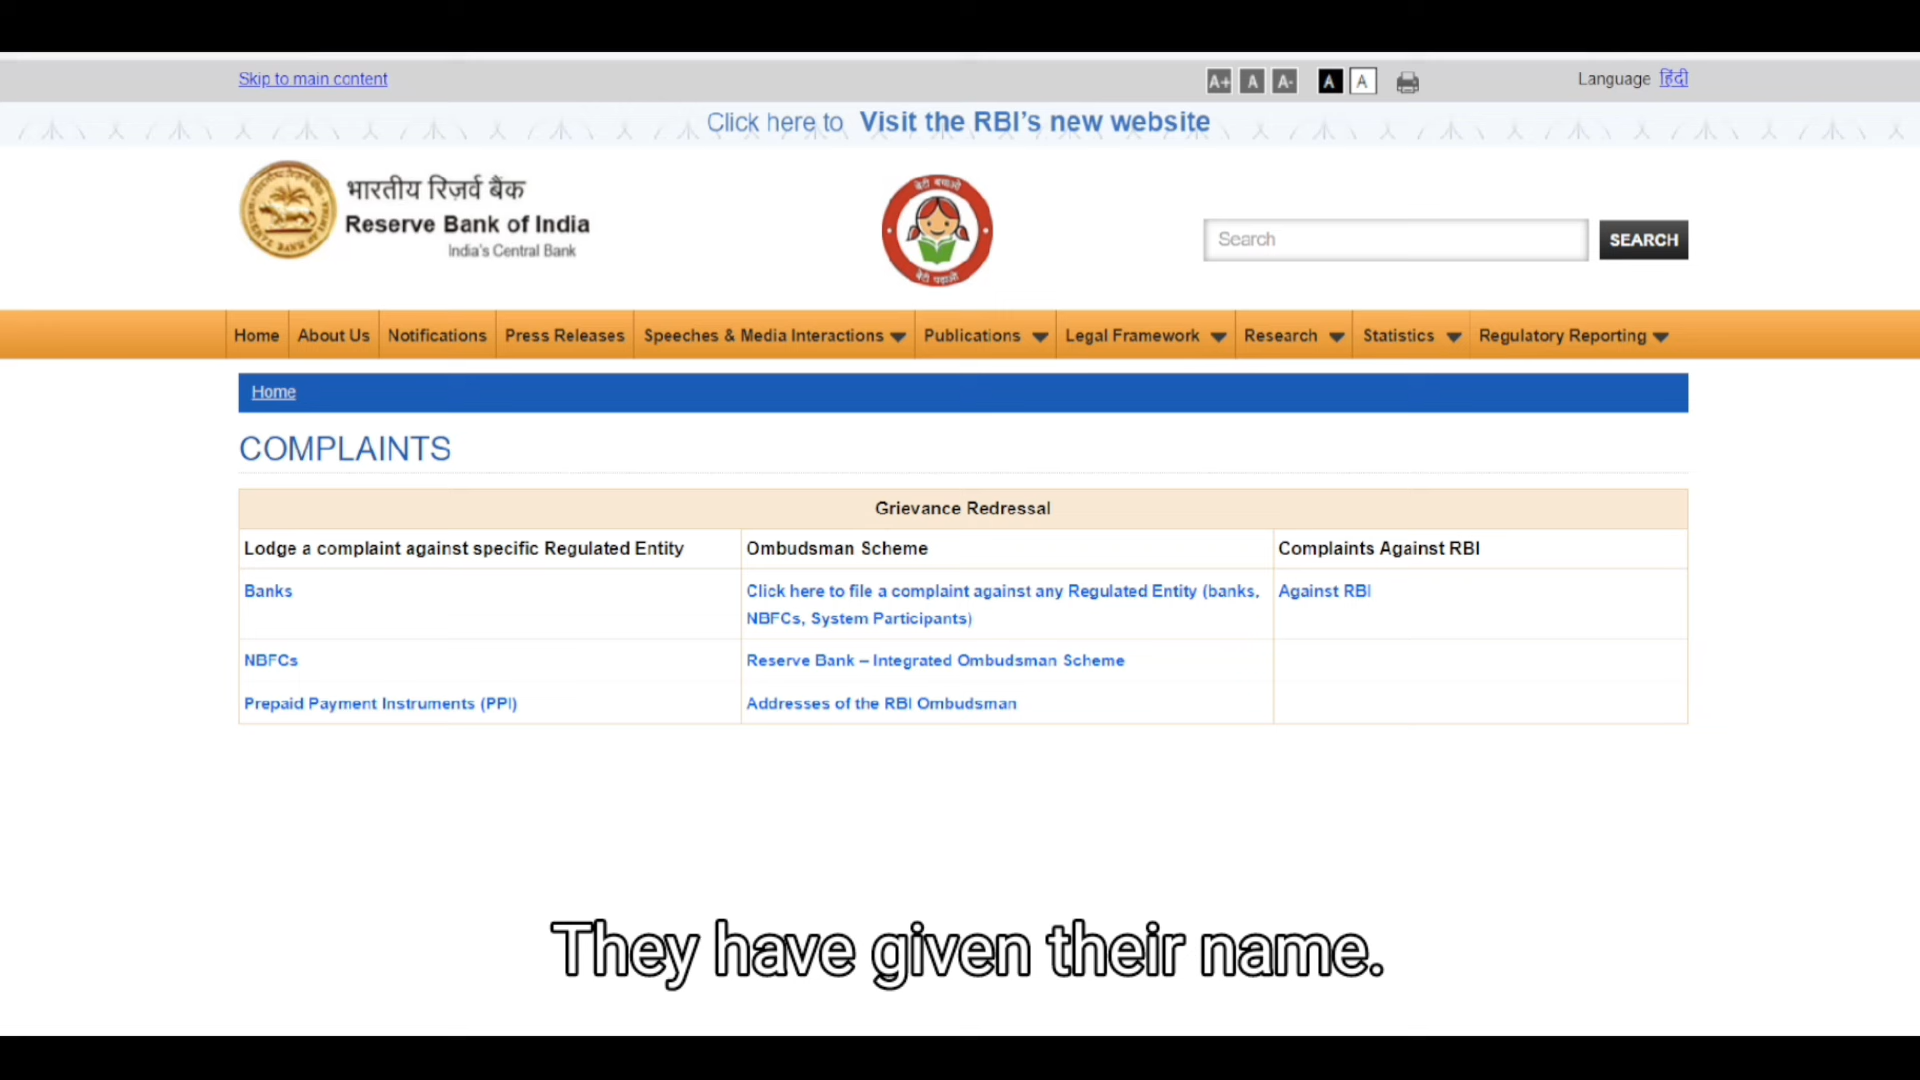 Skip to main content
A+ A A- A A
Language हिंदी
Click here to Visit the RBI's new website
भारतीय रिज़र्व बैंक
Reserve Bank of India
India's Central Bank
बेटी बचाओ
बेटी पढ़ाओ
Search
SEARCH
Home About Us Notifications Press Releases Speeches & Media Interactions Publications Legal Framework Research Statistics Regulatory Reporting
Home
COMPLAINTS
Grievance Redressal
Lodge a complaint against specific Regulated Entity Ombudsman Scheme Complaints Against RBI
Banks Click here to file a complaint against any Regulated Entity (banks, Against RBI
NBFCs, System Participants)
NBFCs Reserve Bank – Integrated Ombudsman Scheme
Prepaid Payment Instruments (PPI) Addresses of the RBI Ombudsman
They have given their name.